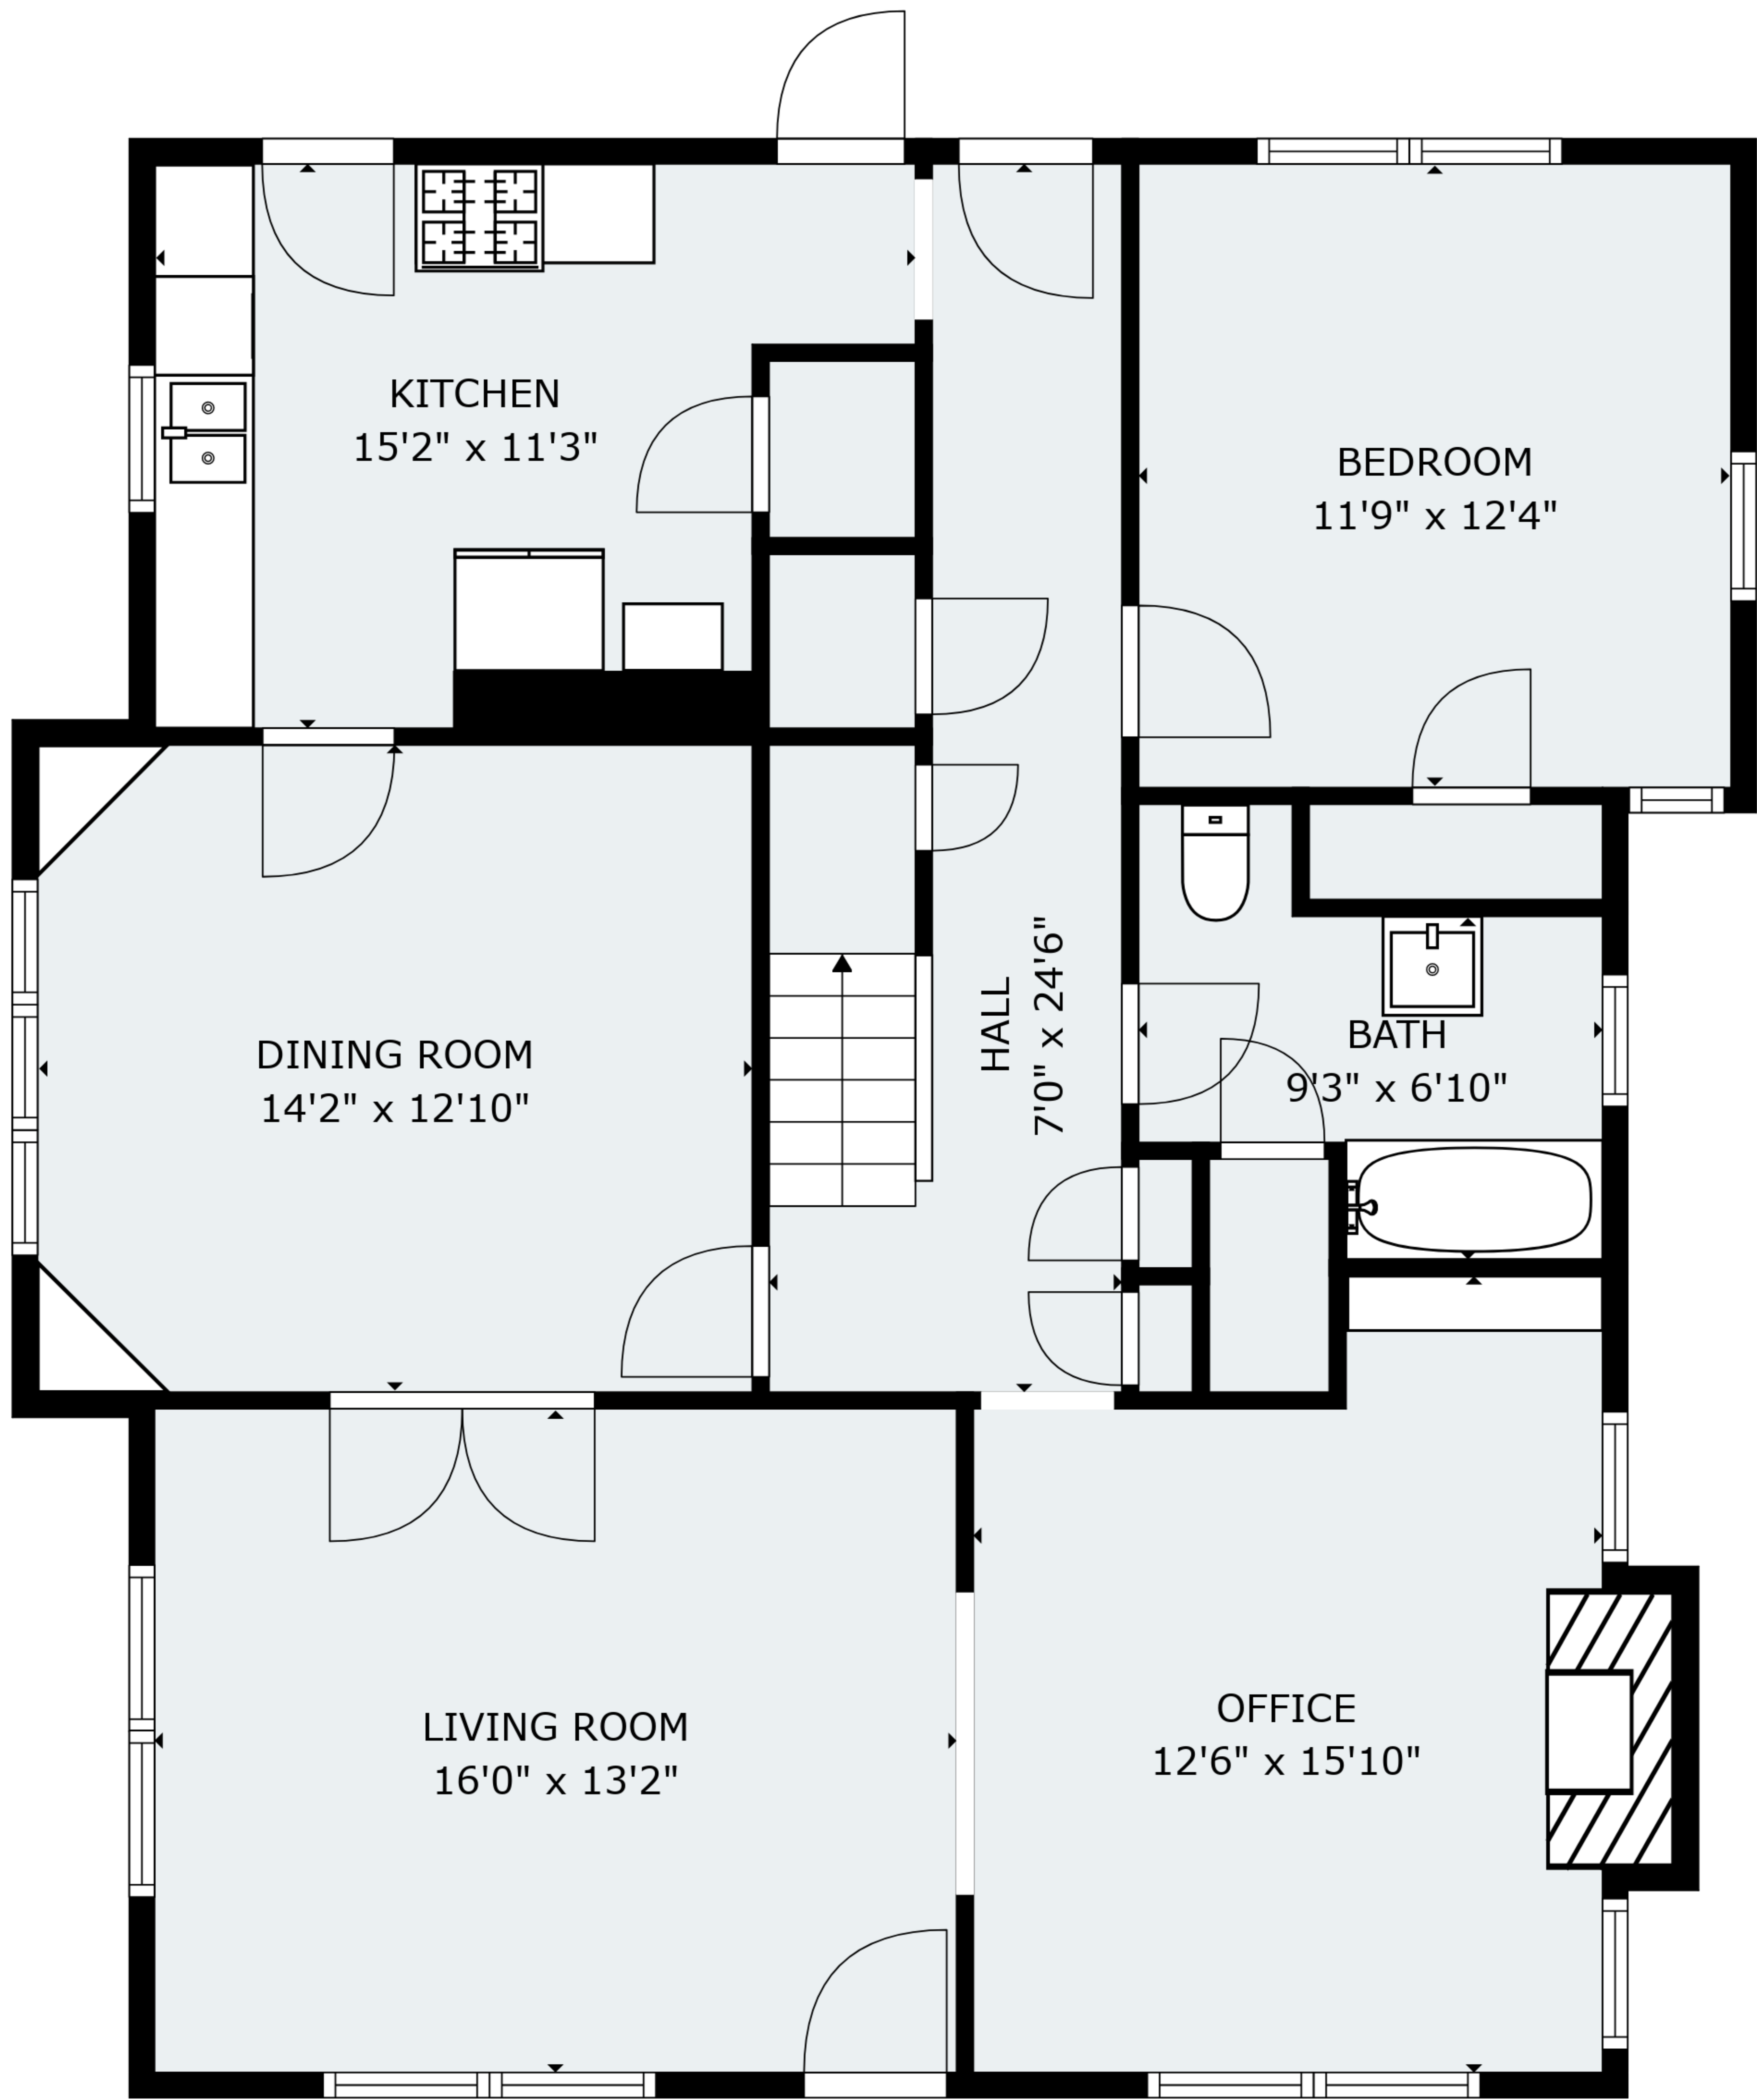 KITCHEN
15'2" x 11'3"
BEDROOM
11'9" x 12'4"
DINING ROOM
14'2" x 12'10"
HALL
7'0" x 24'6"
BATH
9'3" x 6'10"
LIVING ROOM
16'0" x 13'2"
OFFICE
12'6" x 15'10"